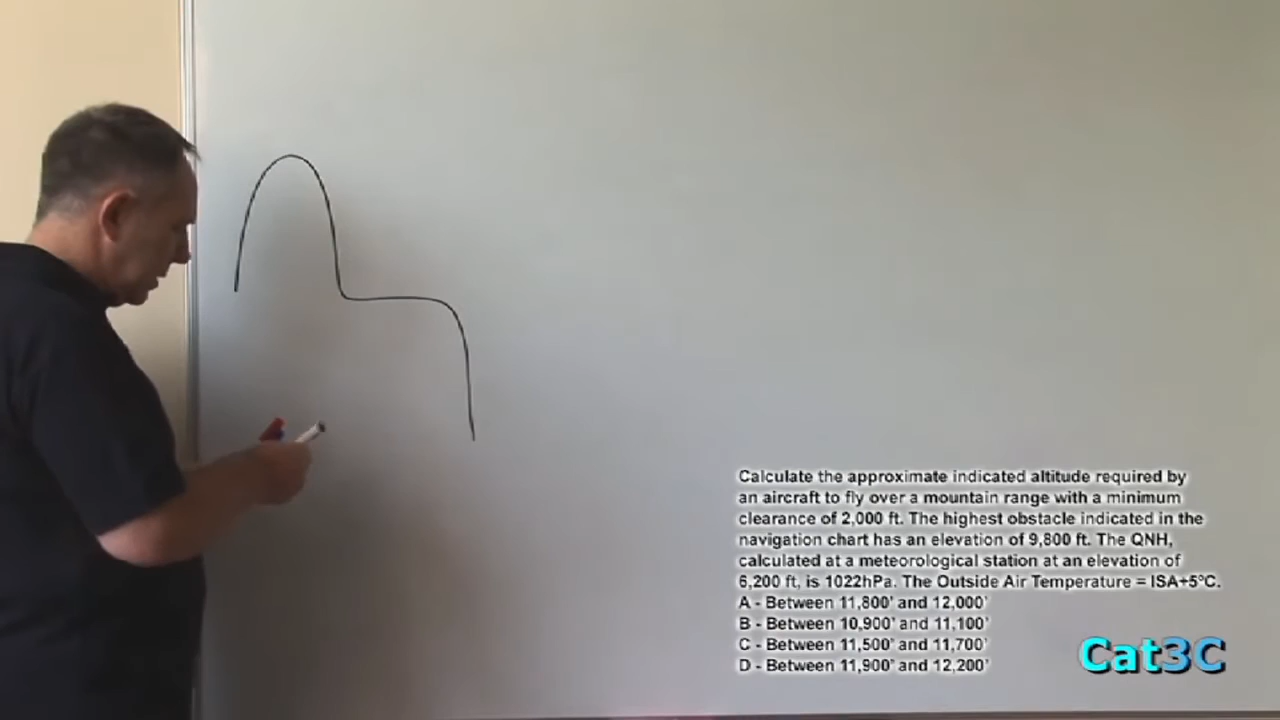 Calculate the approximate indicated altitude required by
an aircraft to fly over a mountain range with a minimum
clearance of 2,000 ft. The highest obstacle indicated in the
navigation chart has an elevation of 9,800 ft. The QNH,
calculated at a meteorological station at an elevation of
6,200 ft, is 1022hPa. The Outside Air Temperature = ISA+5°C.
A - Between 11,800' and 12,000'
B - Between 10,900' and 11,100'
C - Between 11,500' and 11,700'
D - Between 11,900' and 12,200'
Cat3C